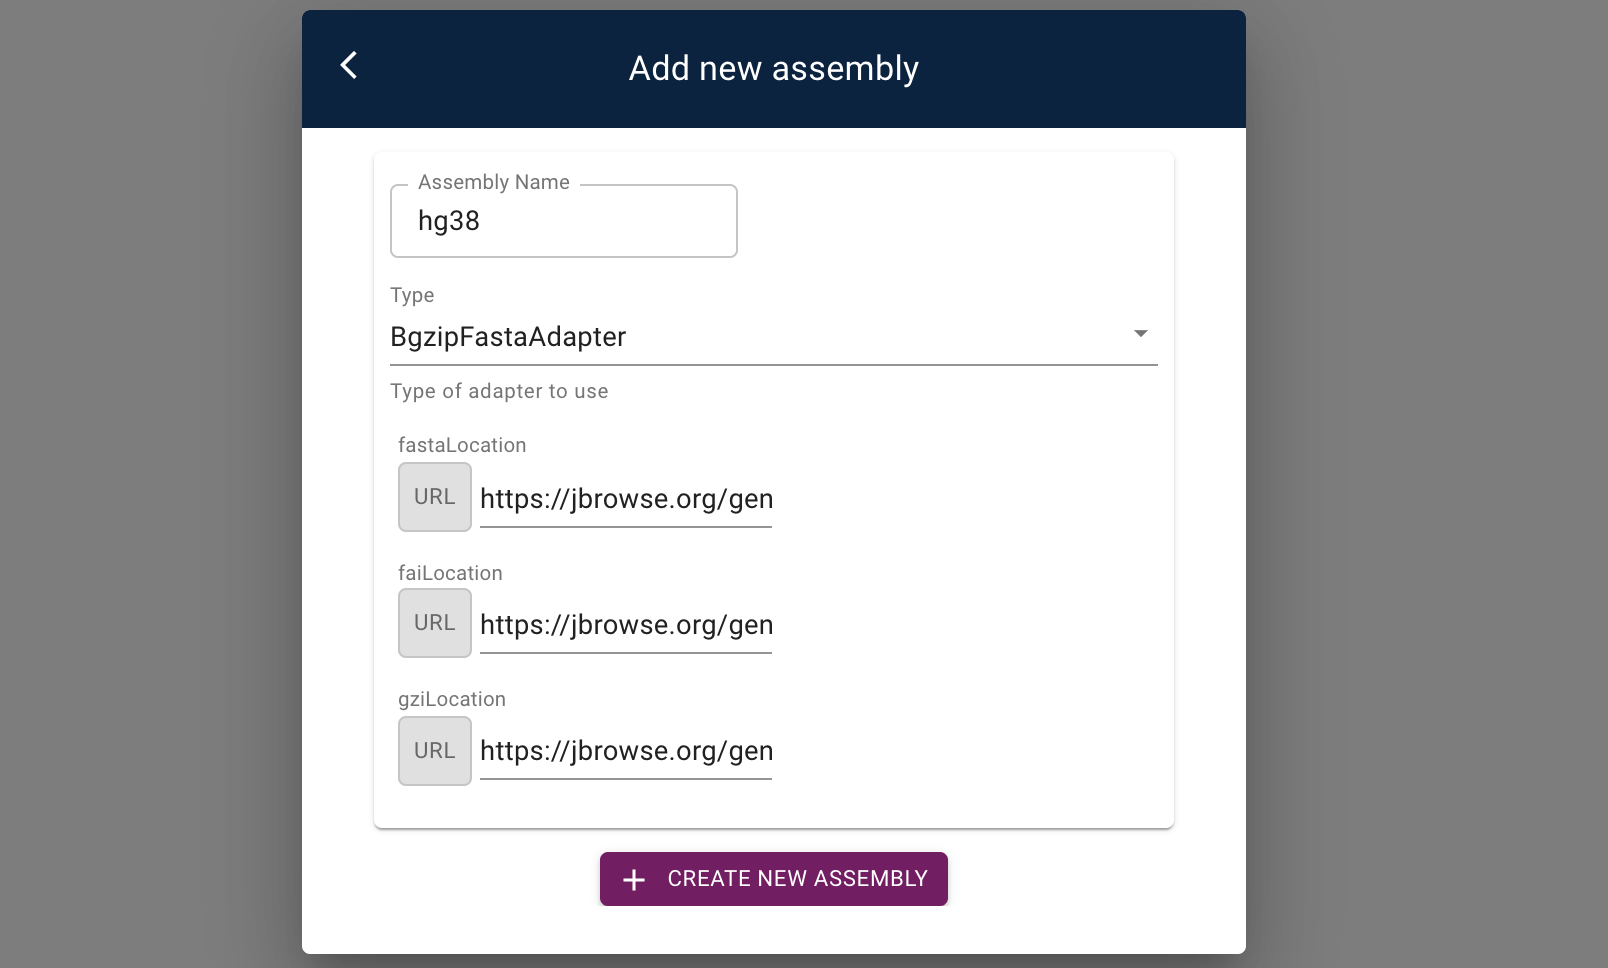 Add new assembly
Assembly Name
hg38
Type
BgzipFastaAdapter
Type of adapter to use
fastaLocation
URL https://jbrowse.org/gen
faiLocation
URL https://jbrowse.org/gen
gziLocation
URL https://jbrowse.org/gen
CREATE NEW ASSEMBLY